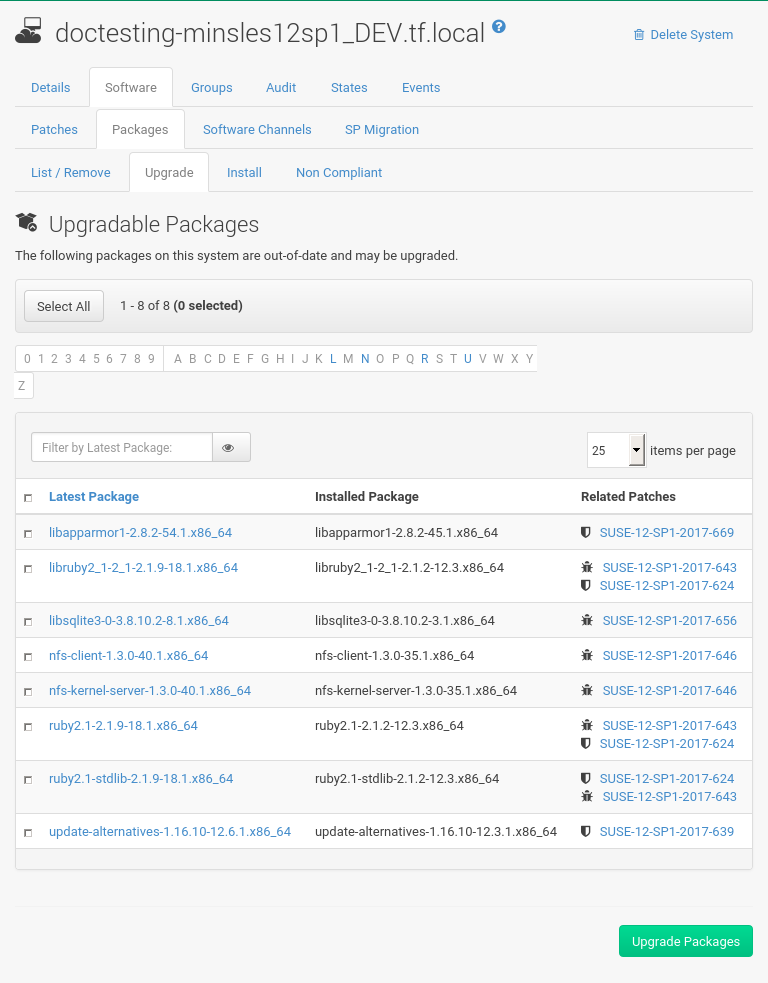 doctesting-minsles12sp1_DEV.tf.local ?
Delete System
Details Software Groups Audit States Events
Patches Packages Software Channels SP Migration
List / Remove Upgrade Install Non Compliant
Upgradable Packages
The following packages on this system are out-of-date and may be upgraded.
Select All 1 - 8 of 8 (0 selected)
0 1 2 3 4 5 6 7 8 9 A B C D E F G H I J K L M N O P Q R S T U V W X Y
Z
Filter by Latest Package: 25 items per page
Latest Package Installed Package Related Patches
libapparmor1-2.8.2-54.1.x86_64 libapparmor1-2.8.2-45.1.x86_64 SUSE-12-SP1-2017-669
libruby2_1-2_1-2.1.9-18.1.x86_64 libruby2_1-2_1-2.1.2-12.3.x86_64 SUSE-12-SP1-2017-643
SUSE-12-SP1-2017-624
libsqlite3-0-3.8.10.2-8.1.x86_64 libsqlite3-0-3.8.10.2-3.1.x86_64 SUSE-12-SP1-2017-656
nfs-client-1.3.0-40.1.x86_64 nfs-client-1.3.0-35.1.x86_64 SUSE-12-SP1-2017-646
nfs-kernel-server-1.3.0-40.1.x86_64 nfs-kernel-server-1.3.0-35.1.x86_64 SUSE-12-SP1-2017-646
ruby2.1-2.1.9-18.1.x86_64 ruby2.1-2.1.2-12.3.x86_64 SUSE-12-SP1-2017-643
SUSE-12-SP1-2017-624
ruby2.1-stdlib-2.1.9-18.1.x86_64 ruby2.1-stdlib-2.1.2-12.3.x86_64 SUSE-12-SP1-2017-624
SUSE-12-SP1-2017-643
update-alternatives-1.16.10-12.6.1.x86_64 update-alternatives-1.16.10-12.3.1.x86_64 SUSE-12-SP1-2017-639
Upgrade Packages